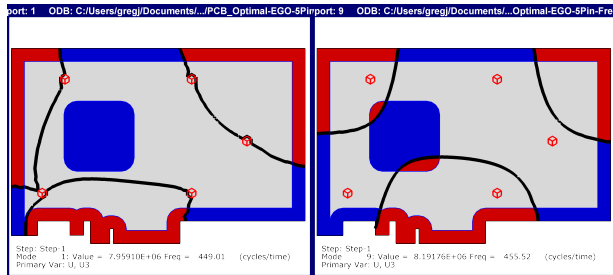 port: 1 ODB: C:/Users/gregj/Documents/.../PCB_Optimal-EGO-5Pi
port: 9 ODB: C:/Users/gregj/Documents/...Optimal-EGO-5Pin-Fre
Step: Step-1
Mode 1: Value = 7.95910E+06 Freq = 449.01 (cycles/time)
Primary Var: U, U3
Step: Step-1
Mode 9: Value = 8.19176E+06 Freq = 455.52 (cycles/time)
Primary Var: U, U3